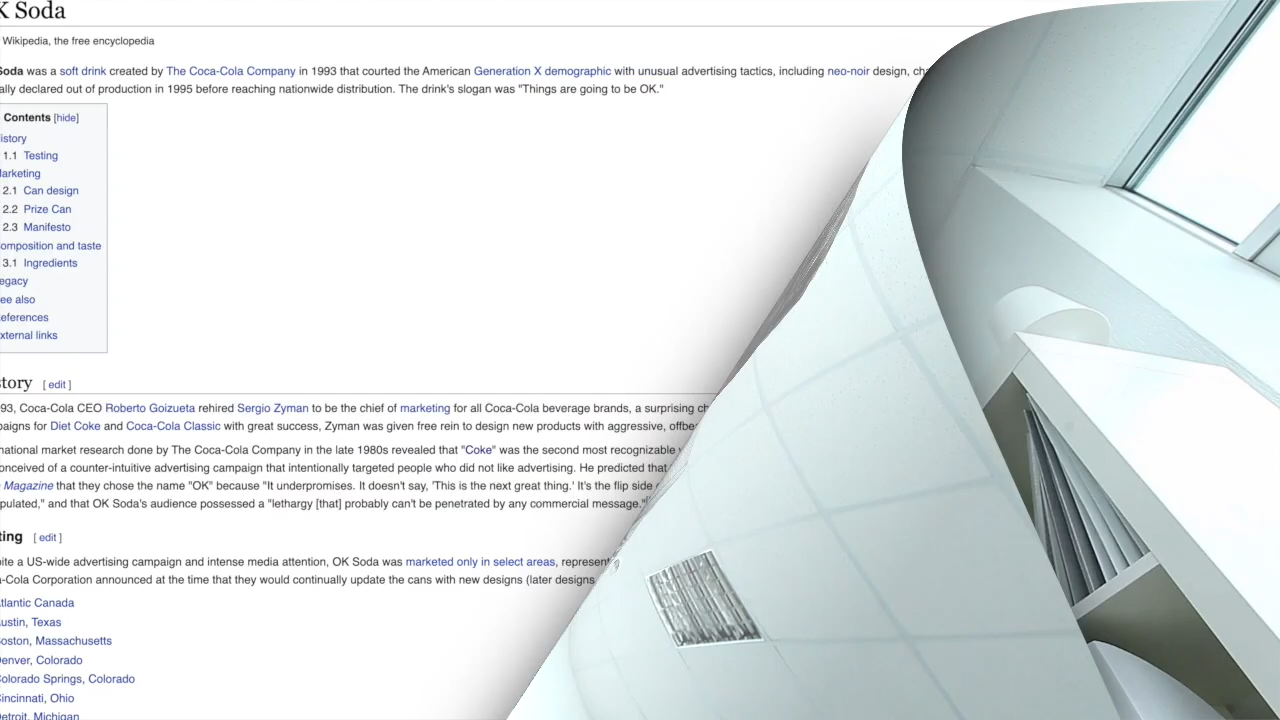 K Soda
Wikipedia, the free encyclopedia
Soda was a soft drink created by The Coca-Cola Company in 1993 that courted the American Generation X demographic with unusual advertising tactics, including neo-noir design, ch
ally declared out of production in 1995 before reaching nationwide distribution. The drink's slogan was "Things are going to be OK."
Contents [hide]
istory
1.1 Testing
Marketing
2.1 Can design
2.2 Prize Can
2.3 Manifesto
omposition and taste
3.1 Ingredients
egacy
ee also
eferences
xternal links
story [ edit ]
93, Coca-Cola CEO Roberto Goizueta rehired Sergio Zyman to be the chief of marketing for all Coca-Cola beverage brands, a surprising ch
paigns for Diet Coke and Coca-Cola Classic with great success, Zyman was given free rein to design new products with aggressive, offbe
national market research done by The Coca-Cola Company in the late 1980s revealed that "Coke" was the second most recognizable
onceived of a counter-intuitive advertising campaign that intentionally targeted people who did not like advertising. He predicted that
Magazine that they chose the name "OK" because "It underpromises. It doesn't say, 'This is the next great thing.' It's the flip side
pulated," and that OK Soda's audience possessed a "lethargy [that] probably can't be penetrated by any commercial message."
ting [ edit ]
pite a US-wide advertising campaign and intense media attention, OK Soda was marketed only in select areas, represent
a-Cola Corporation announced at the time that they would continually update the cans with new designs (later designs
tlantic Canada
ustin, Texas
oston, Massachusetts
enver, Colorado
olorado Springs, Colorado
incinnati, Ohio
etroit, Michigan